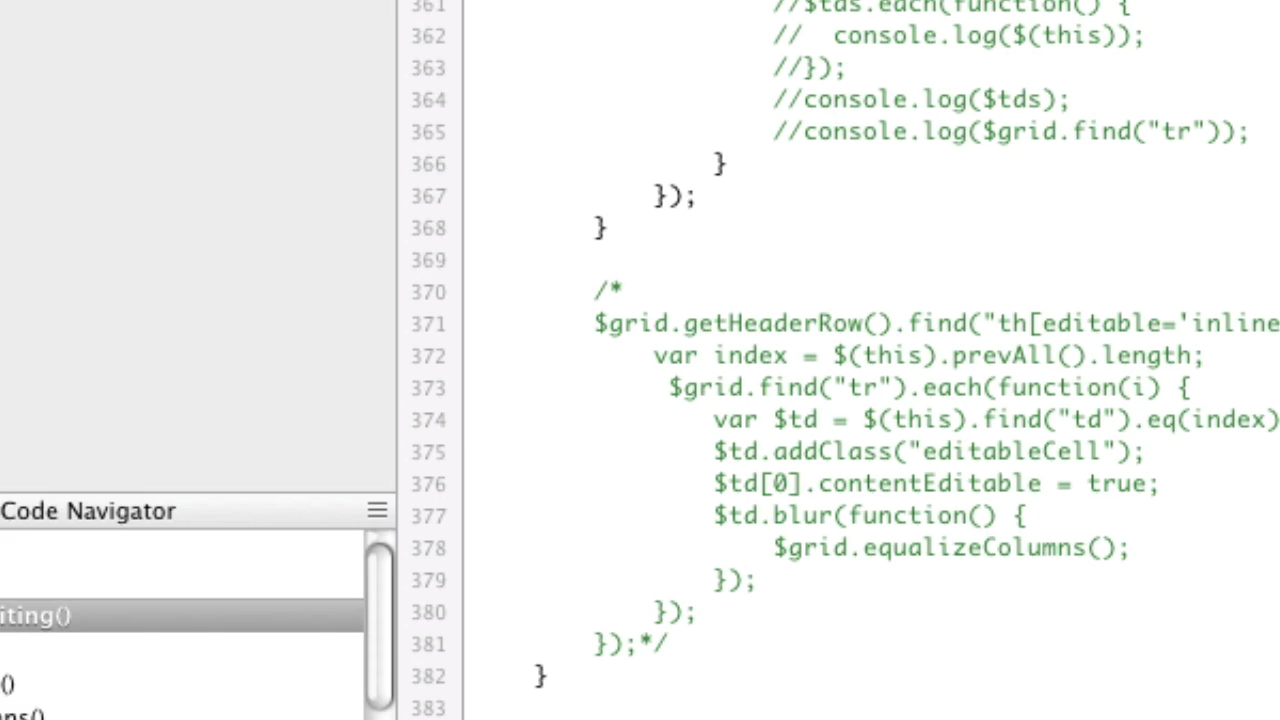 361 //$tds.each(function() {
362 //  console.log($(this));
363 //});
364 //console.log($tds);
365 //console.log($grid.find("tr"));
366 }
367 });
368 }
369
370 /*
371 $grid.getHeaderRow().find("th[editable='inline
372 var index = $(this).prevAll().length;
373 $grid.find("tr").each(function(i) {
374 var $td = $(this).find("td").eq(index)
375 $td.addClass("editableCell");
376 $td[0].contentEditable = true;
377 $td.blur(function() {
378 $grid.equalizeColumns();
379 });
380 });
381 });*/
382 }
383
Code Navigator
iting()
()
ns()